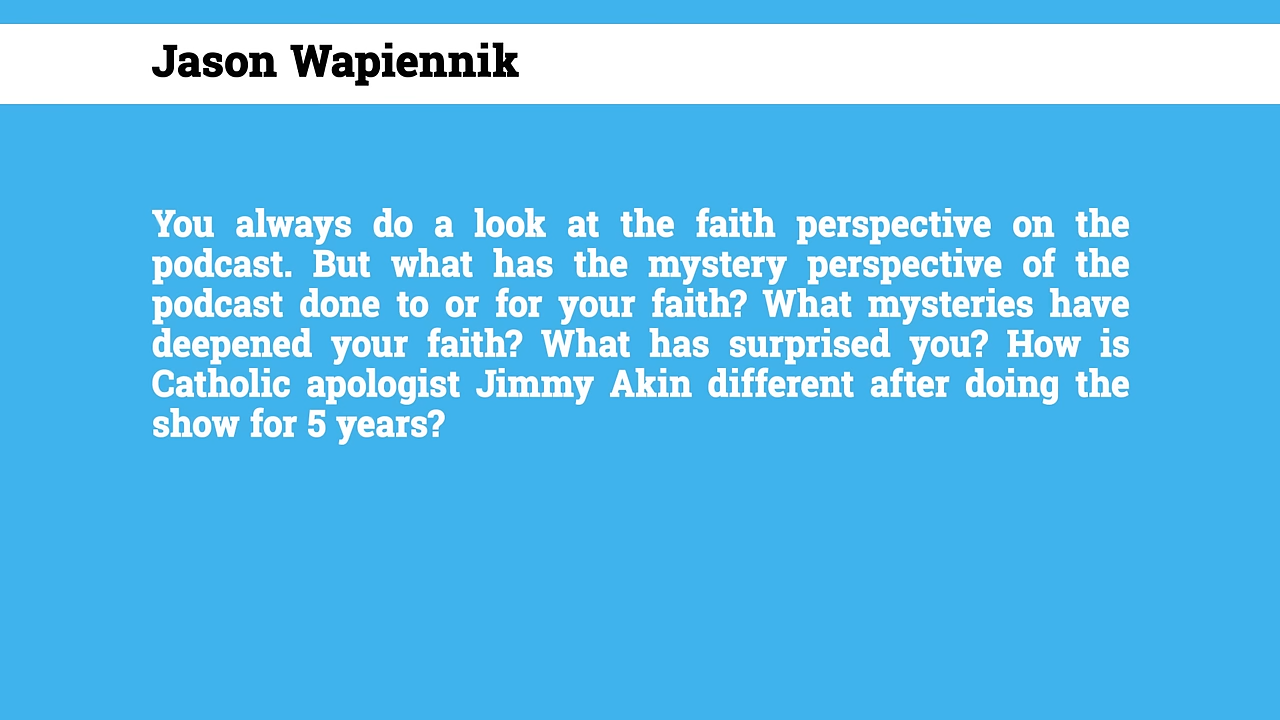 Jason Wapiennik
You always do a look at the faith perspective on the
podcast. But what has the mystery perspective of the
podcast done to or for your faith? What mysteries have
deepened your faith? What has surprised you? How is
Catholic apologist Jimmy Akin different after doing the
show for 5 years?